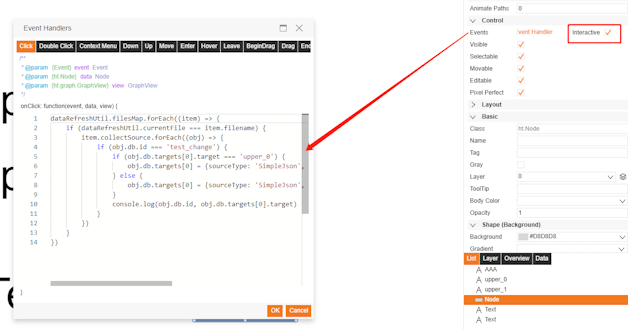 Event Handlers
Click Double Click Context Menu Down Up Move Enter Hover Leave BeginDrag Drag
/**
* @param {Event} event Event
* @param {ht.Node} data Node
* @param {ht.graph.GraphView} view GraphView
*/
onClick: function(event, data, view) {
1 dataRefreshUtil.filesMap.forEach((item) => {
2 if (dataRefreshUtil.currentFile === item.filename) {
3 item.collectSource.forEach((obj) => {
4 if (obj.db.id === 'test_change') {
5 if (obj.db.targets[0].target === 'upper_0') {
6 obj.db.targets[0] = {sourceType: 'SimpleJson',
7 } else {
8 obj.db.targets[0] = {sourceType: 'SimpleJson',
9 }
10 console.log(obj.db.id, obj.db.targets[0].target)
11 }
12 })
13 }
14 })
}
OK Cancel
Animate Paths 0
Control
Events vent Handler Interactive
Visible
Selectable
Movable
Editable
Pixel Perfect
Layout
Basic
Class ht.Node
Name
Tag
Gray
Layer 0
ToolTip
Body Color
Opacity 1
Shape (Background)
Background #D8D8D8
Gradient
List Layer Overview Data
AAA
upper_0
upper_1
Node
Text
Text